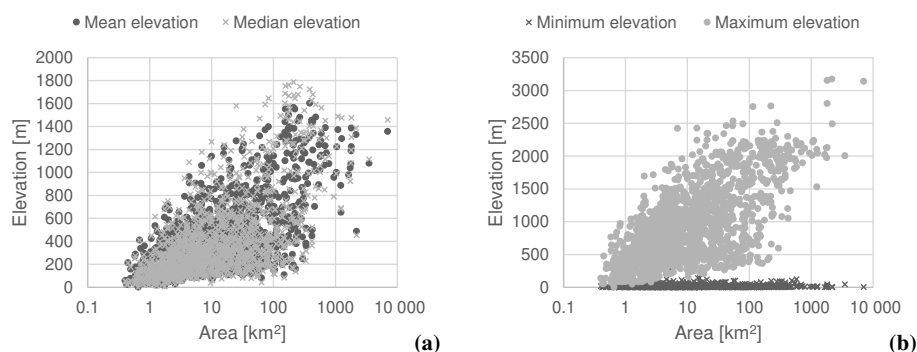 ● Mean elevation × Median elevation
2000
1800
1600
1400
1200
1000
800
600
400
200
0
Elevation [m]
0.1 1 10 100 1000 10 000
Area [km²]
(a)
× Minimum elevation ● Maximum elevation
3500
3000
2500
2000
1500
1000
500
0
Elevation [m]
0.1 1 10 100 1000 10 000
Area [km²]
(b)